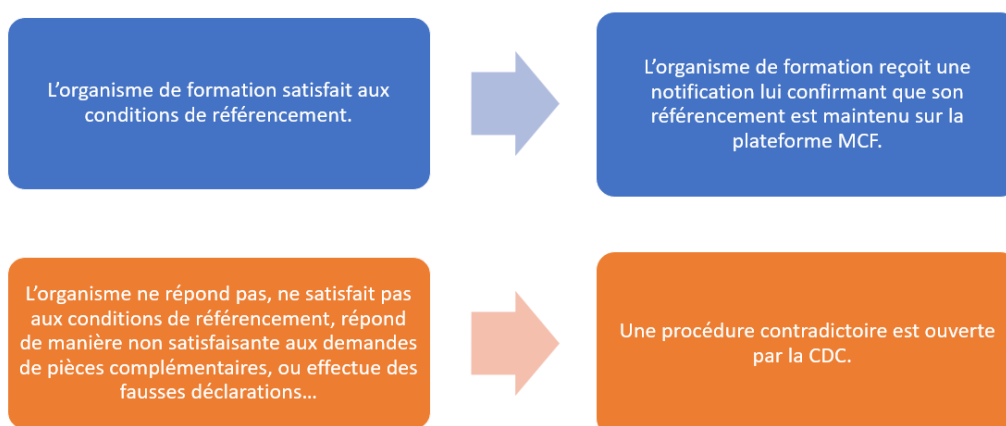 L'organisme de formation satisfait aux
conditions de référencement.
L'organisme de formation reçoit une
notification lui confirmant que son
référencement est maintenu sur la
plateforme MCF.
L'organisme ne répond pas, ne satisfait pas
aux conditions de référencement, répond
de manière non satisfaisante aux demandes
de pièces complémentaires, ou effectue des
fausses déclarations...
Une procédure contradictoire est ouverte
par la CDC.